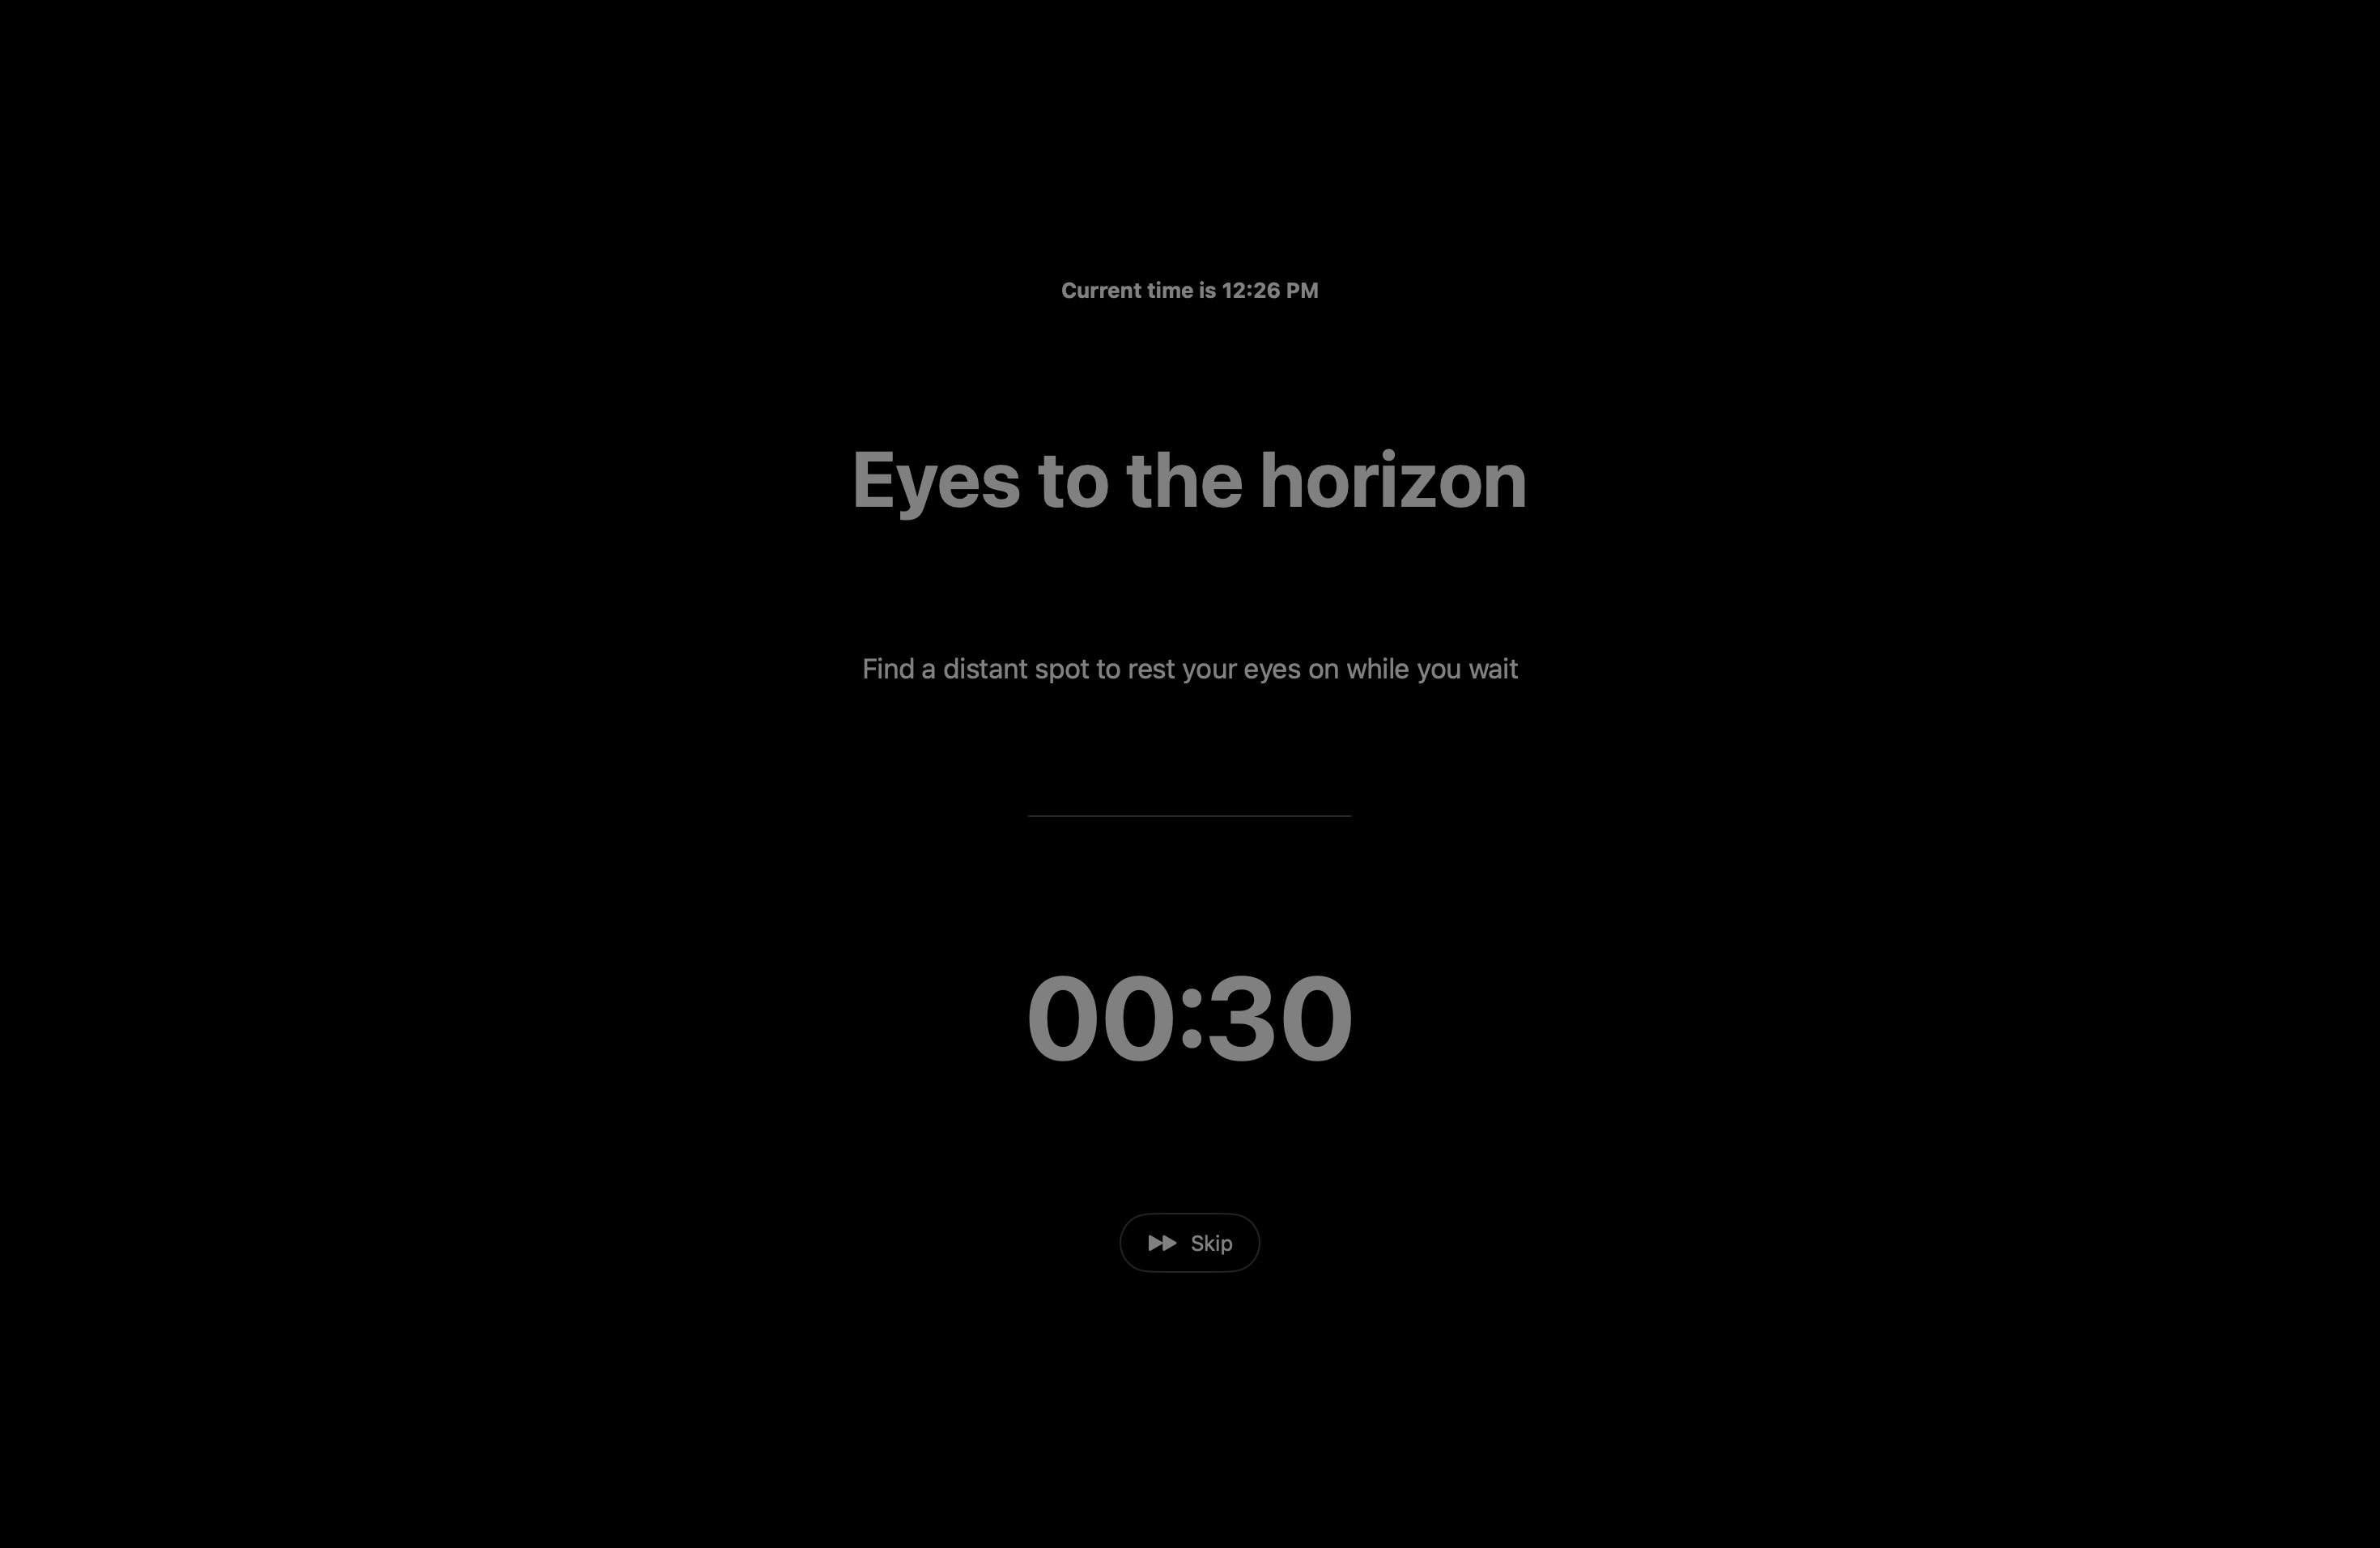 Current time is 12:26 PM
Eyes to the horizon
Find a distant spot to rest your eyes on while you wait
00:30
Skip